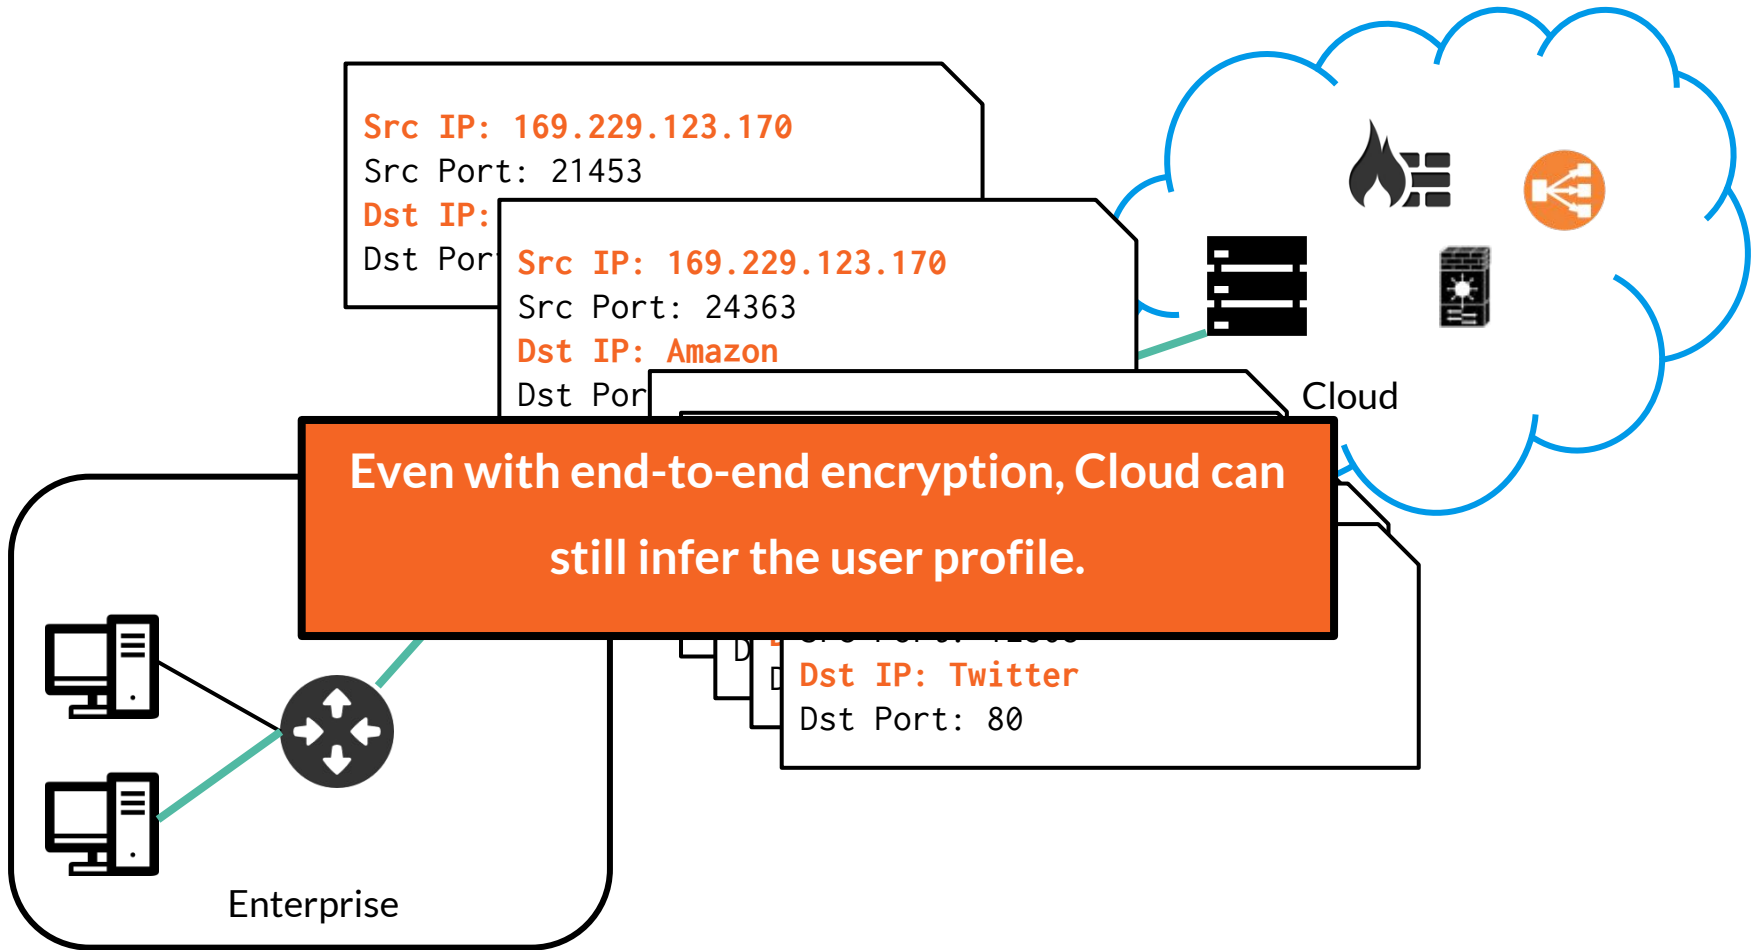 Src IP: 169.229.123.170
Src Port: 21453
Dst IP:
Dst Por
Src IP: 169.229.123.170
Src Port: 24363
Dst IP: Amazon
Dst Por
Cloud
Even with end-to-end encryption, Cloud can
still infer the user profile.
Dst IP: Twitter
Dst Port: 80
Enterprise